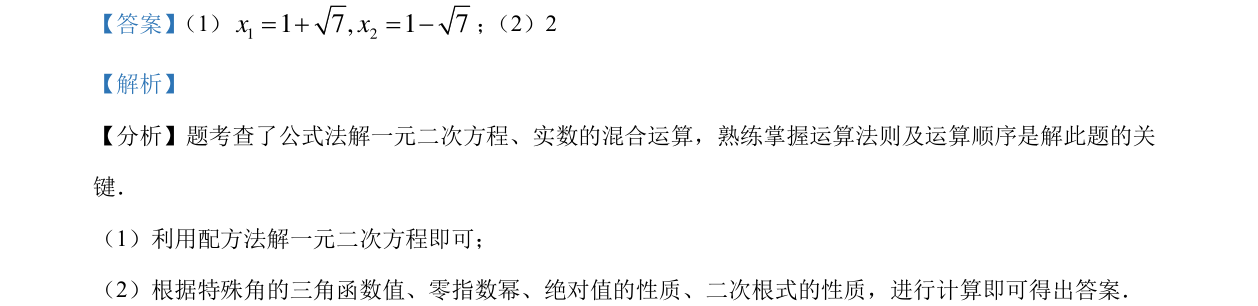 【答案】（1）x₁ =1+√7, x₂ =1−√7；（2）2
【解析】
【分析】题考查了公式法解一元二次方程、实数的混合运算，熟练掌握运算法则及运算顺序是解此题的关
键．
（1）利用配方法解一元二次方程即可；
（2）根据特殊角的三角函数值、零指数幂、绝对值的性质、二次根式的性质，进行计算即可得出答案．